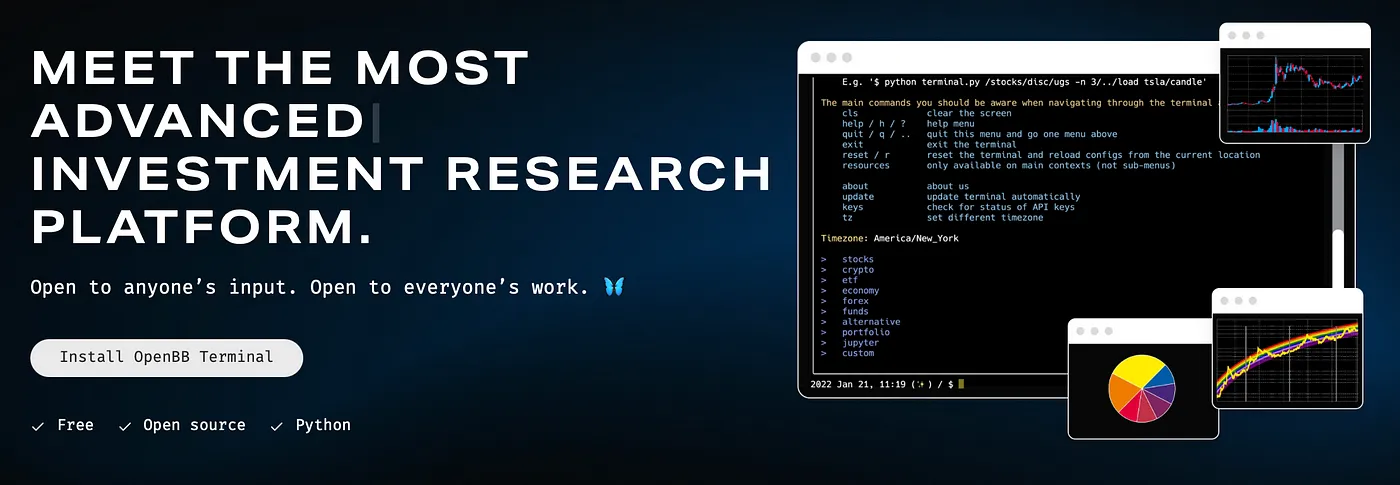 MEET THE MOST
ADVANCED
INVESTMENT RESEARCH
PLATFORM.
Open to anyone’s input. Open to everyone’s work. 🦋
Install OpenBB Terminal
✓ Free ✓ Open source ✓ Python
E.g. '$ python terminal.py /stocks/disc/ugs -n 3/../load tsla/candle'
The main commands you should be aware when navigating through the terminal
cls clear the screen
help / h / ? help menu
quit / q / .. quit this menu and go one menu above
exit exit the terminal
reset / r reset the terminal and reload configs from the current location
resources only available on main contexts (not sub-menus)
about about us
update update terminal automatically
keys check for status of API keys
tz set different timezone
Timezone: America/New_York
> stocks
> crypto
> etf
> economy
> forex
> funds
> alternative
> portfolio
> jupyter
> custom
2022 Jan 21, 11:19 (✨) / $